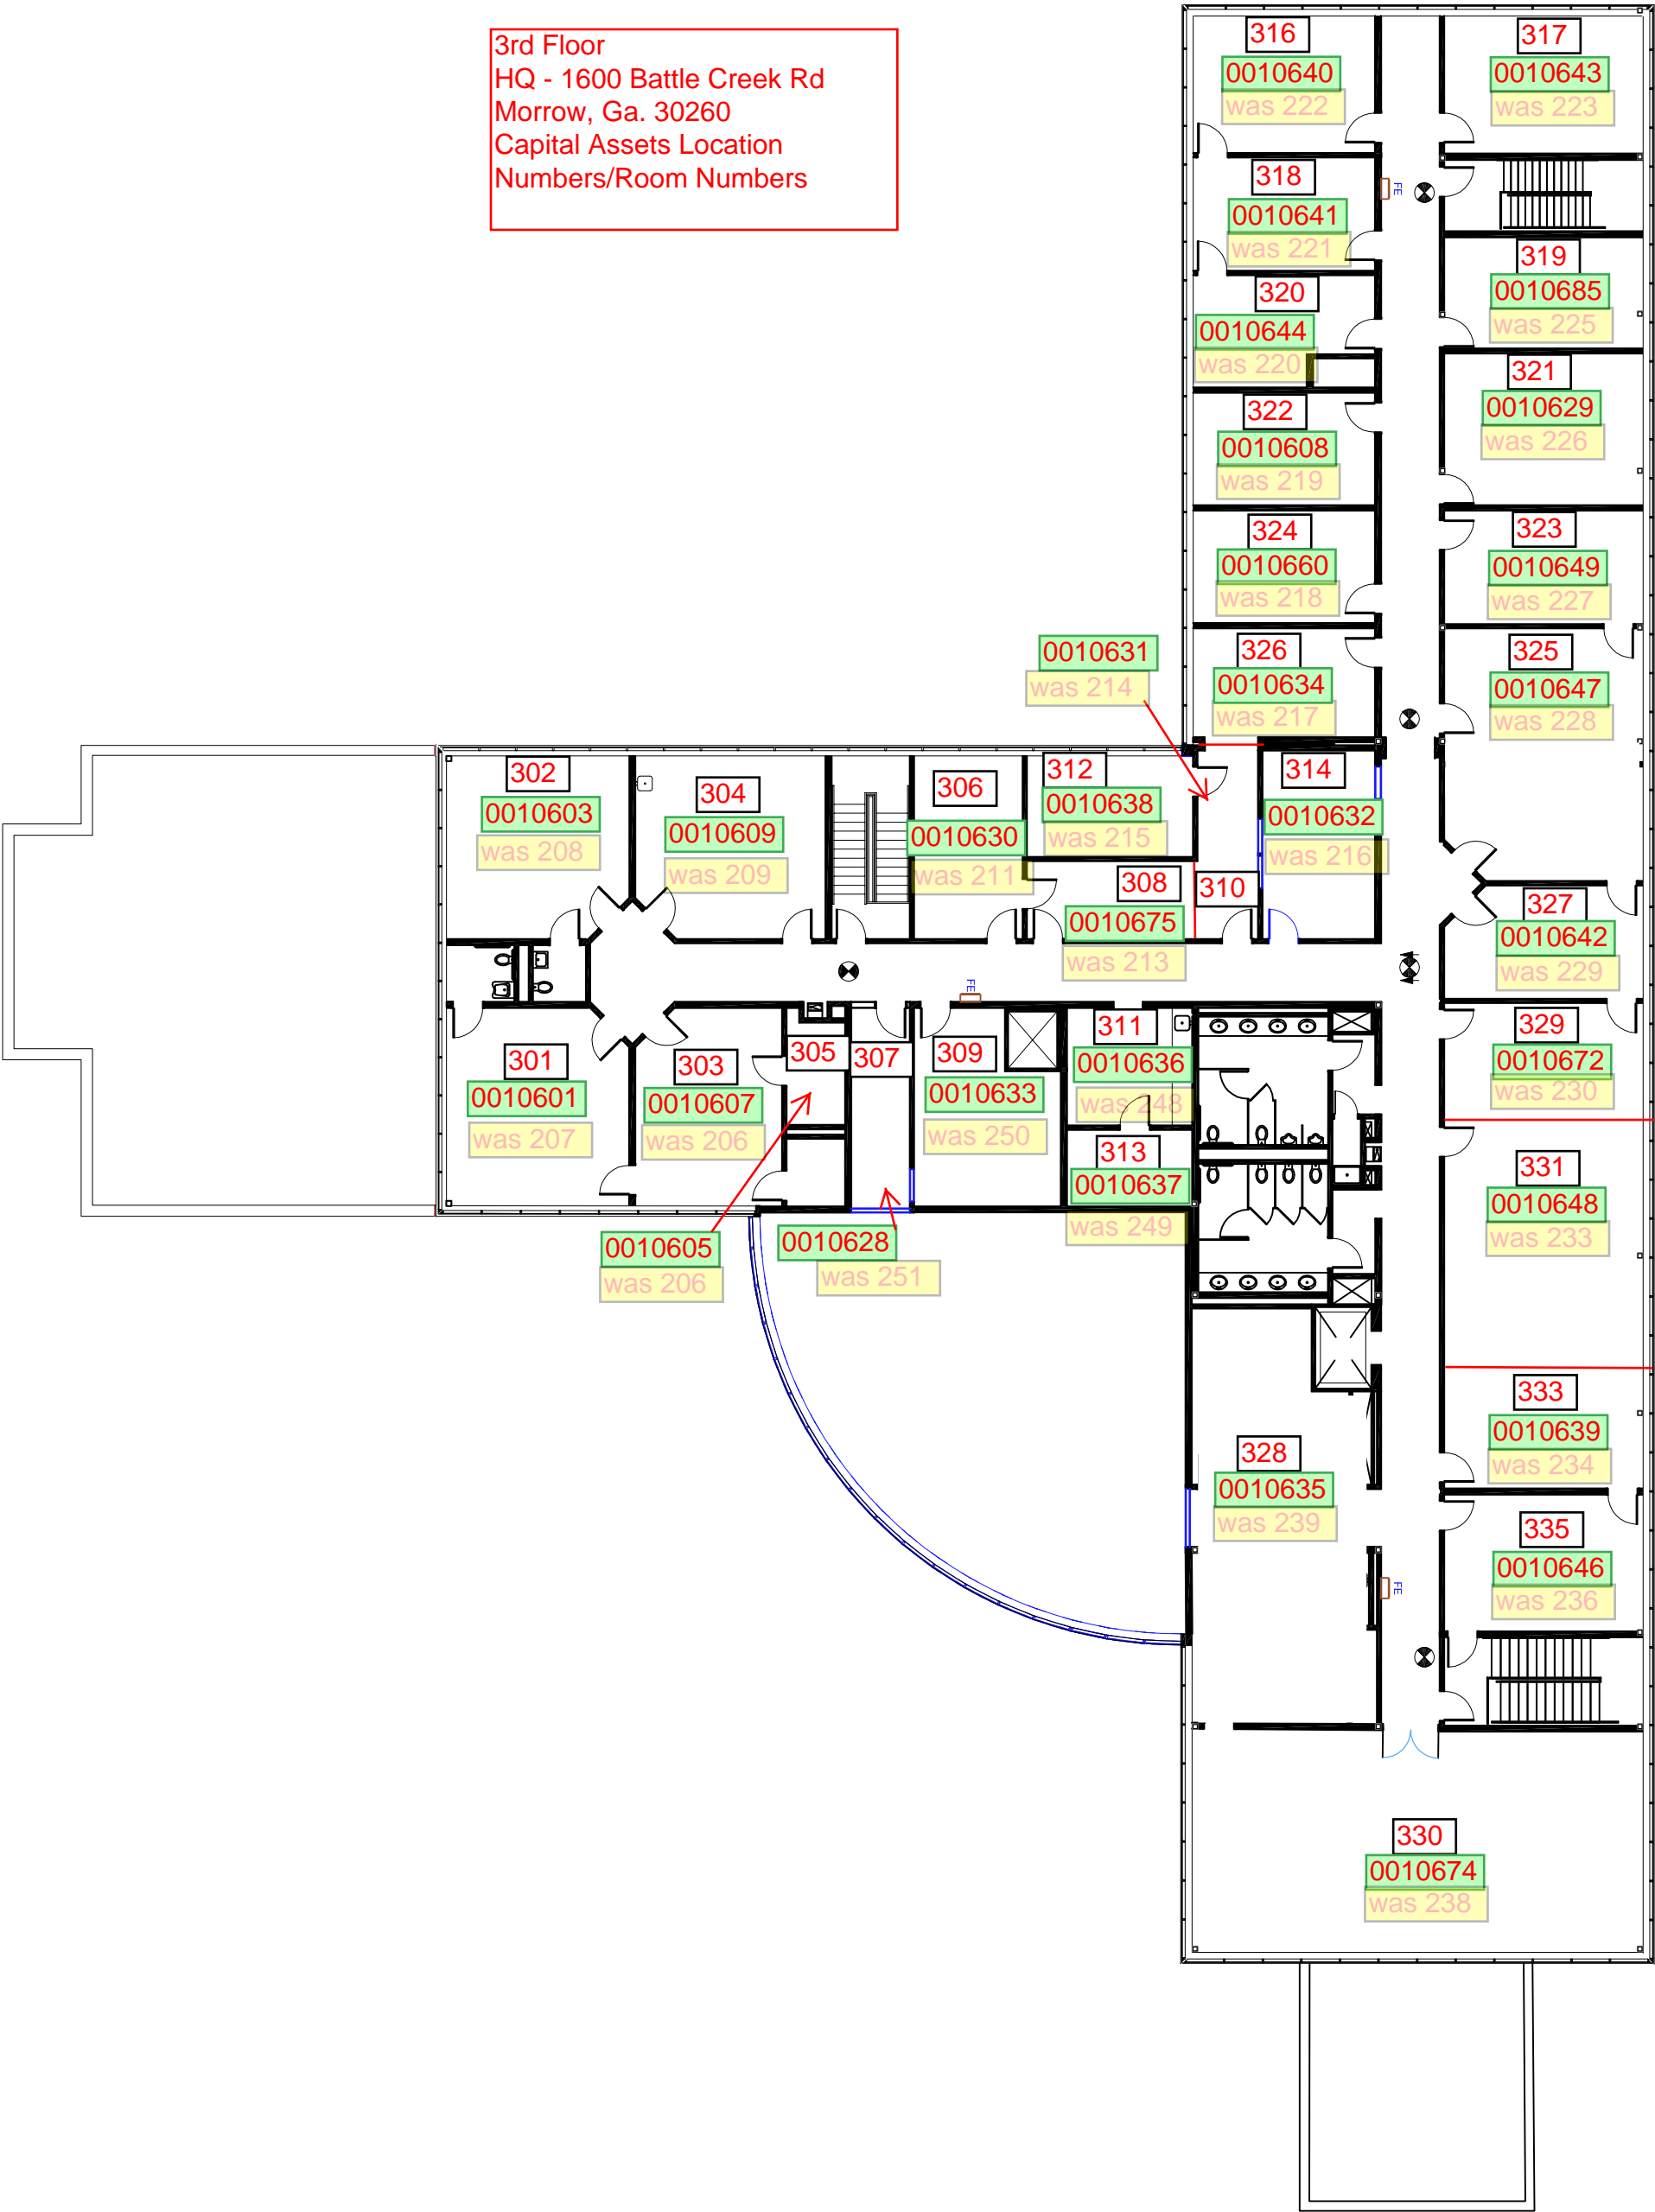 3rd Floor
HQ - 1600 Battle Creek Rd
Morrow, Ga. 30260
Capital Assets Location
Numbers/Room Numbers
316
0010640
was 222
317
0010643
was 223
318
0010641
was 221
FE
319
0010685
was 225
320
0010644
was 220
321
0010629
was 226
322
0010608
was 219
323
0010649
was 227
324
0010660
was 218
325
0010647
was 228
326
0010634
was 217
0010631
was 214
302
0010603
was 208
304
0010609
was 209
306
0010630
was 211
312
0010638
was 215
314
0010632
was 216
308
0010675
was 213
310
327
0010642
was 229
FE
301
0010601
was 207
303
0010607
was 206
305
307
309
0010633
was 250
311
0010636
was 248
313
0010637
was 249
329
0010672
was 230
331
0010648
was 233
0010605
was 206
0010628
was 251
333
0010639
was 234
328
0010635
was 239
335
0010646
was 236
FE
330
0010674
was 238